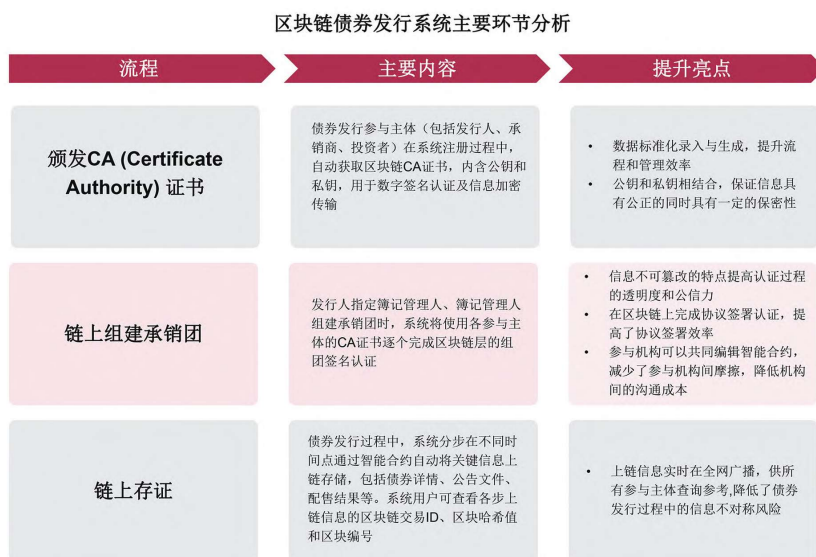 区块链债券发行系统主要环节分析
流程
主要内容
提升亮点
颁发CA (Certificate
Authority) 证书
债券发行参与主体（包括发行人、承
销商、投资者）在系统注册过程中，
自动获取区块链CA证书，内含公钥和
私钥，用于数字签名认证及信息加密
传输
• 数据标准化录入与生成，提升流
程和管理效率
• 公钥和私钥相结合，保证信息具
有公正的同时具有一定的保密性
链上组建承销团
发行人指定簿记管理人、簿记管理人
组建承销团时，系统将使用各参与主
体的CA证书逐个完成区块链层的组
团签名认证
• 信息不可篡改的特点提高认证过程
的透明度和公信力
• 在区块链上完成协议签署认证，提
高了协议签署效率
• 参与机构可以共同编辑智能合约，
减少了参与机构间摩擦，降低机构
间的沟通成本
链上存证
债券发行过程中，系统分步在不同时
间点通过智能合约自动将关键信息上
链存储，包括债券详情、公告文件、
配售结果等。系统用户可查看各步上
链信息的区块链交易ID、区块哈希值
和区块编号
• 上链信息实时在全网广播，供所
有参与主体查询参考,降低了债券
发行过程中的信息不对称风险